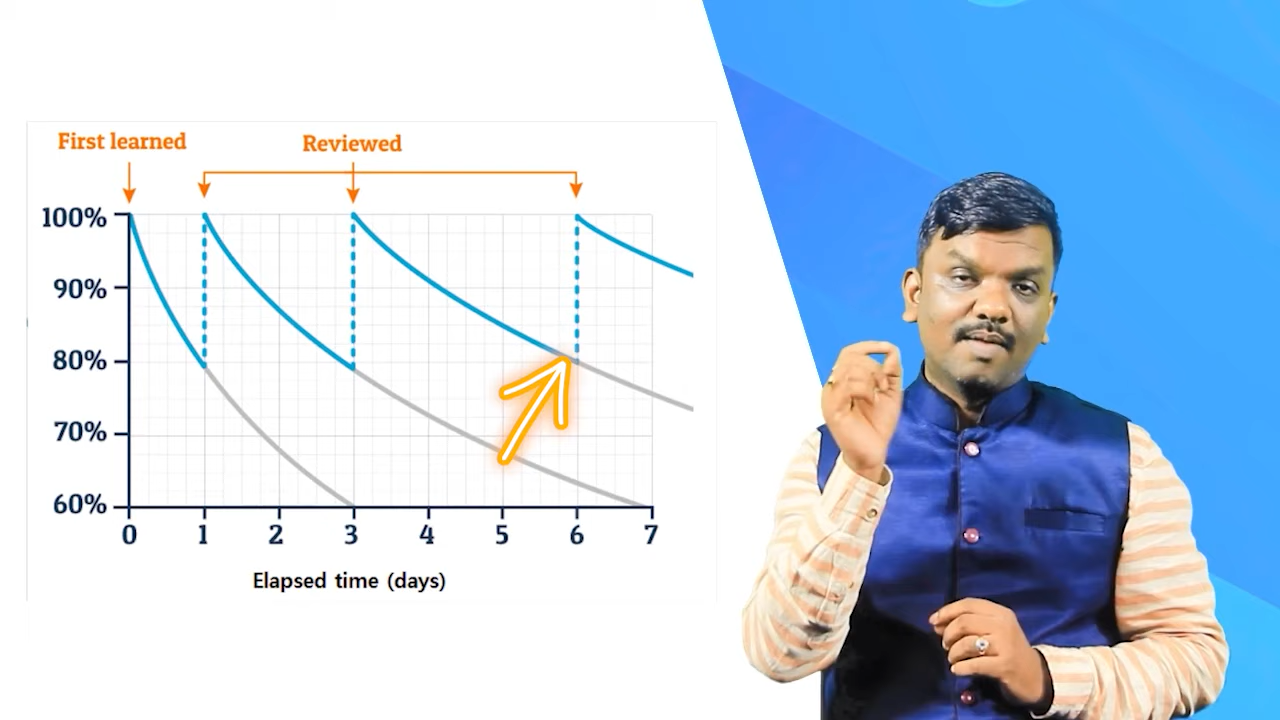 First learned
Reviewed
100%
90%
80%
70%
60%
0 1 2 3 4 5 6 7
Elapsed time (days)